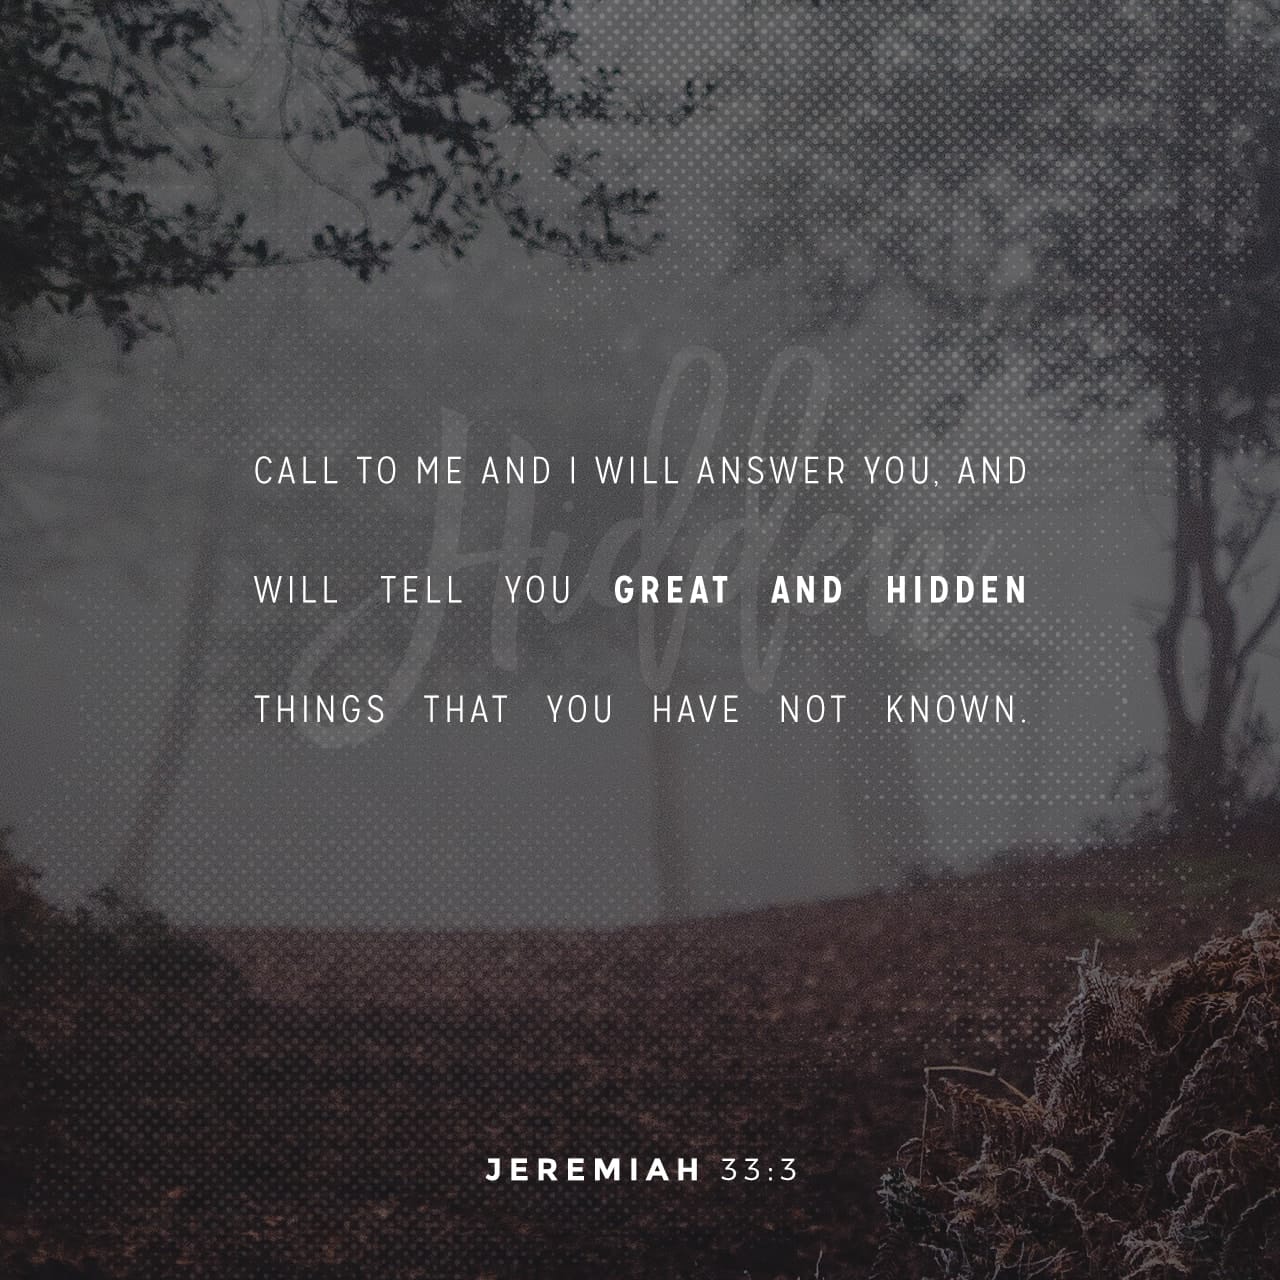 Hidden
CALL TO ME AND I WILL ANSWER YOU, AND
WILL TELL YOU GREAT AND HIDDEN
THINGS THAT YOU HAVE NOT KNOWN.
JEREMIAH 33:3